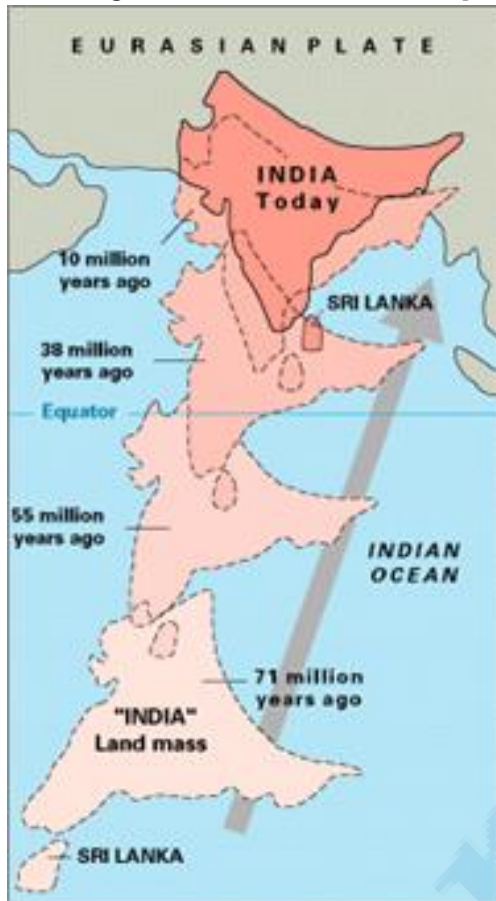 EURASIAN PLATE
INDIA
Today
10 million
years ago
SRI LANKA
38 million
years ago
Equator
55 million
years ago
INDIAN
OCEAN
71 million
years ago
"INDIA"
Land mass
SRI LANKA